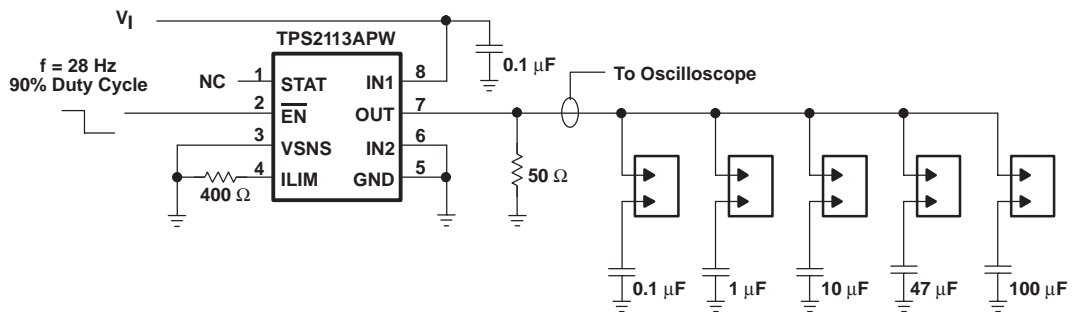 VI
TPS2113APW
f = 28 Hz
90% Duty Cycle
0.1 µF
To Oscilloscope
NC
1
STAT
IN1
8
2
EN
OUT
7
3
VSNS
IN2
6
4
ILIM
GND
5
400 Ω
50 Ω
0.1 µF
1 µF
10 µF
47 µF
100 µF